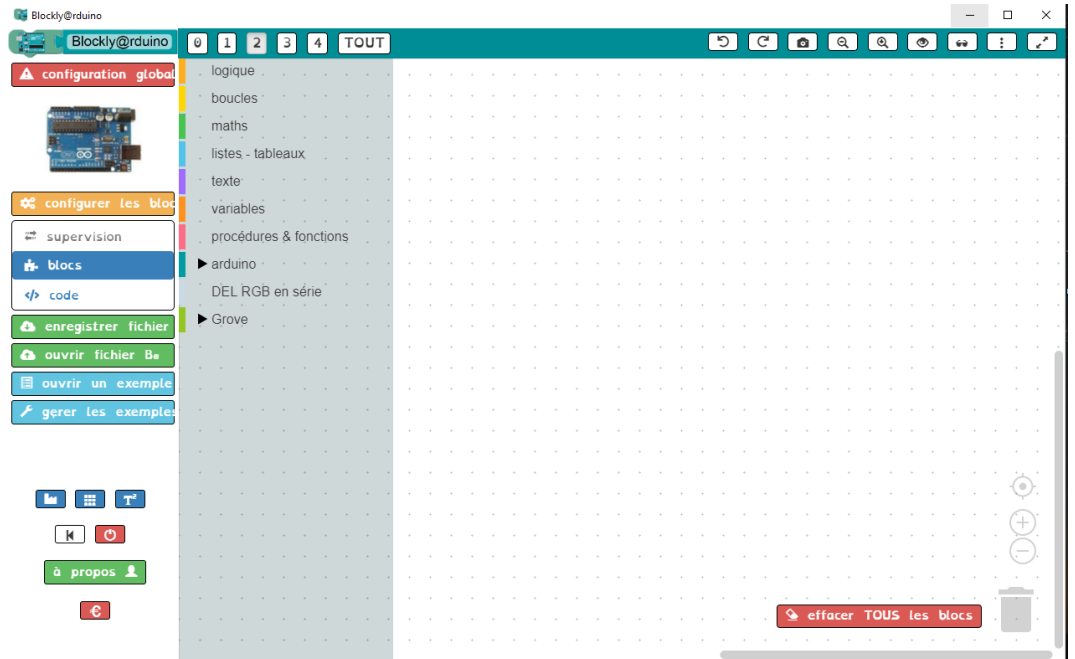 Blockly@rduino
Blockly@rduino 0 1 2 3 4 TOUT
configuration global
logique
boucles
maths
listes - tableaux
texte
variables
procédures & fonctions
arduino
DEL RGB en série
Grove
configurer les bloc
supervision
blocs
</> code
enregistrer fichier
ouvrir fichier B@
ouvrir un exemple
gerer les exemples
T²
à propos
€
effacer TOUS les blocs